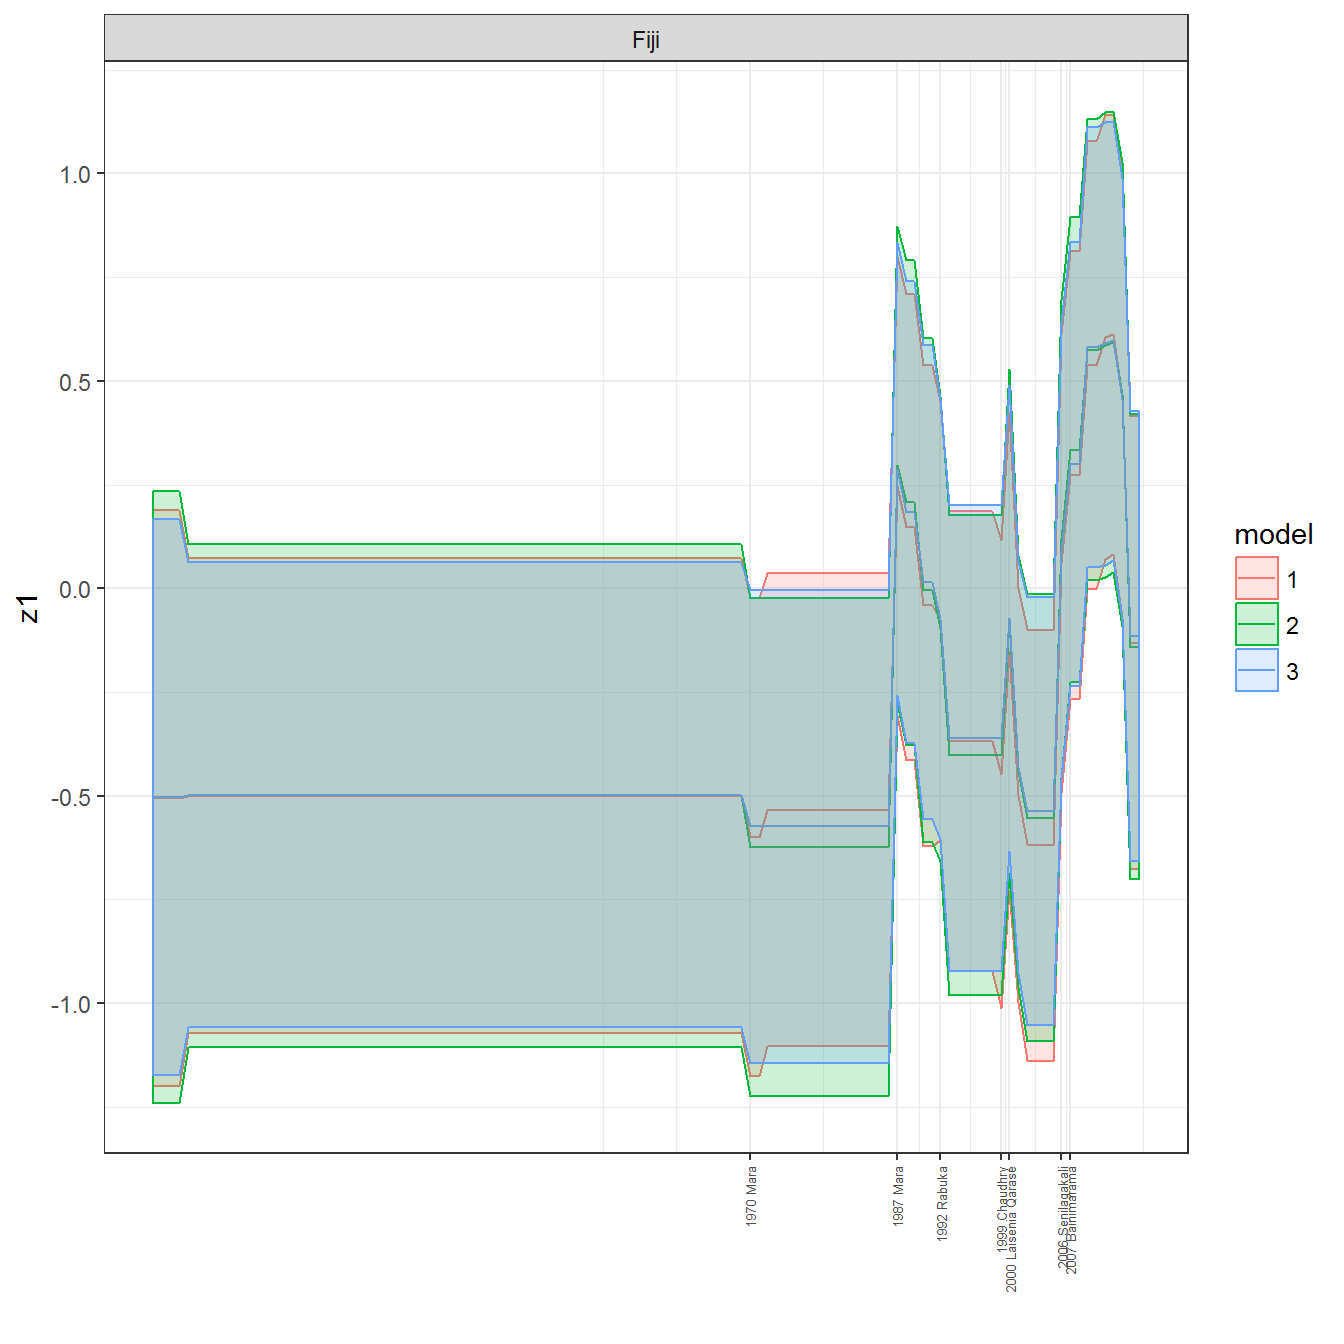 Fiji
1.0
0.5
0.0
-0.5
-1.0
z1
1970 Mara
1987 Mara
1992 Rabuka
1999 Chaudhry
2000 Laisenia Qarase
2006 Senilagakali
2007 Bainimarama
model
1
2
3